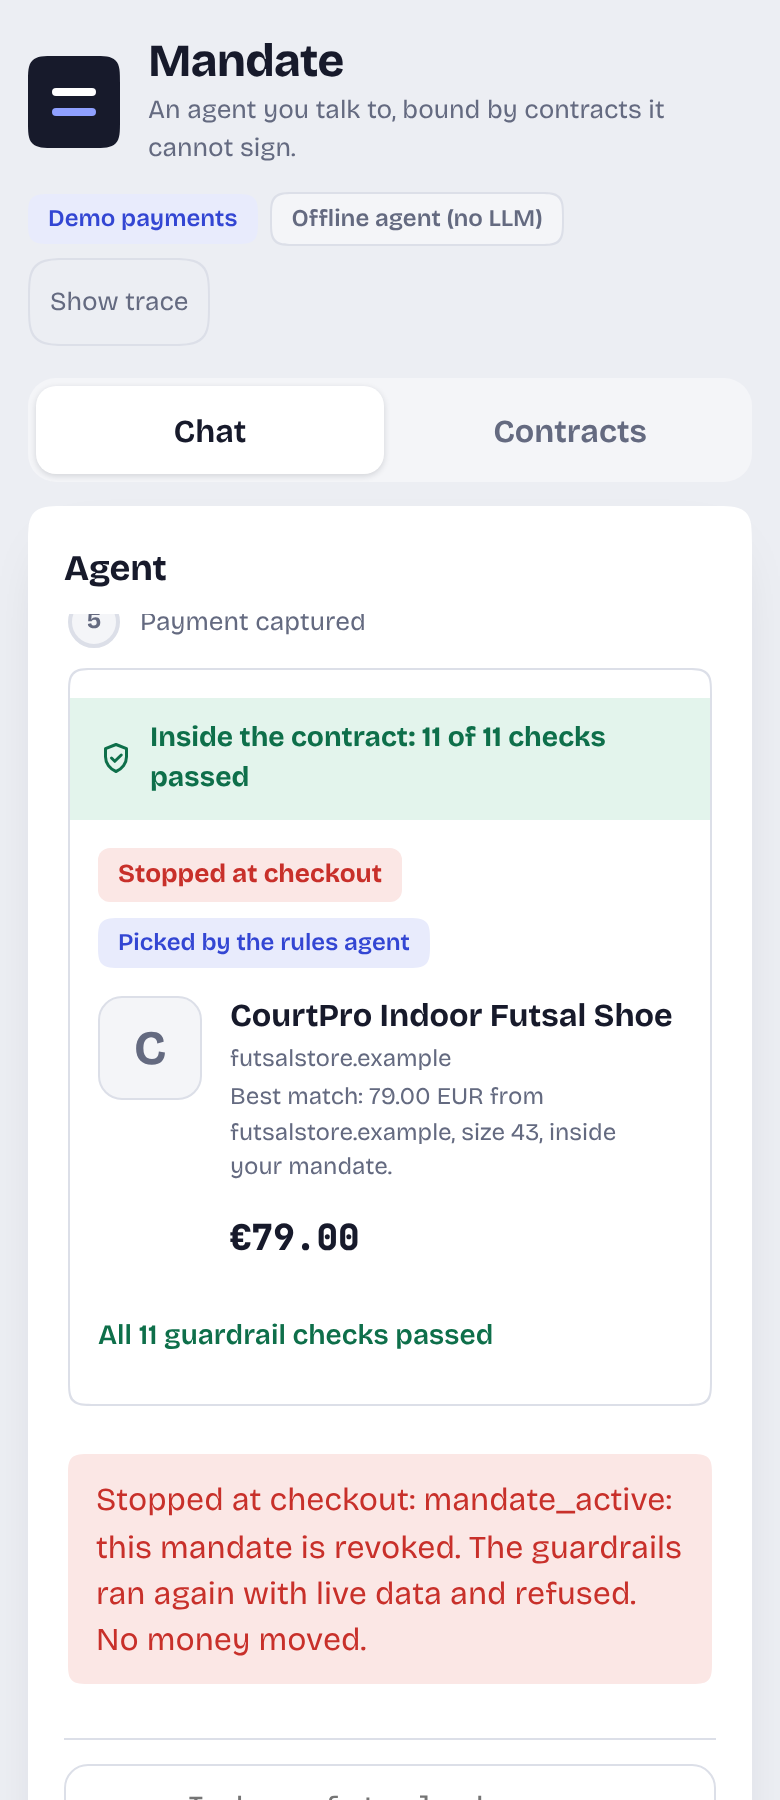 Mandate
An agent you talk to, bound by contracts it
cannot sign.
Demo payments
Offline agent (no LLM)
Show trace
Chat
Contracts
Agent
5 Payment captured
Inside the contract: 11 of 11 checks
passed
Stopped at checkout
Picked by the rules agent
C
CourtPro Indoor Futsal Shoe
futsalstore.example
Best match: 79.00 EUR from
futsalstore.example, size 43, inside
your mandate.
€79.00
All 11 guardrail checks passed
Stopped at checkout: mandate_active:
this mandate is revoked. The guardrails
ran again with live data and refused.
No money moved.